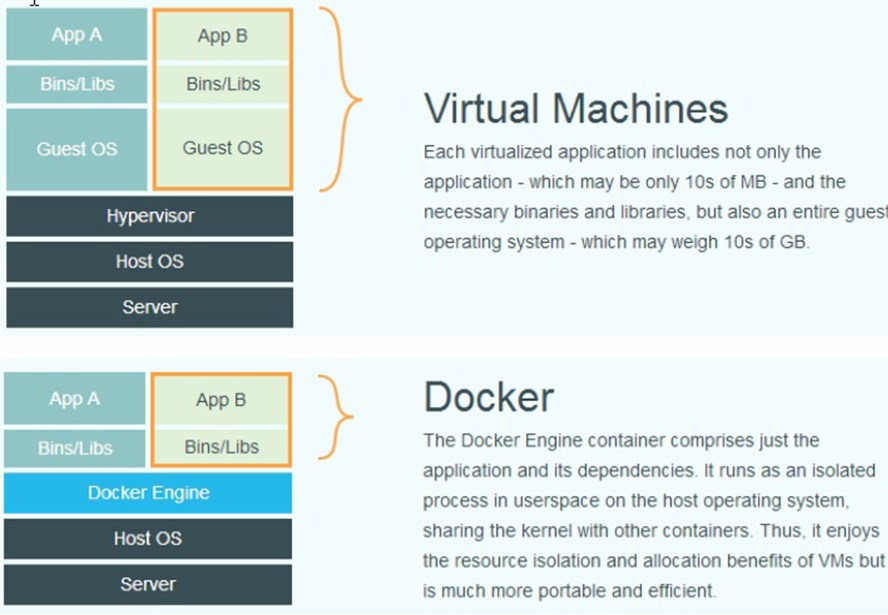 App A App B
Bins/Libs Bins/Libs
Guest OS Guest OS
Hypervisor
Host OS
Server
Virtual Machines
Each virtualized application includes not only the
application - which may be only 10s of MB - and the
necessary binaries and libraries, but also an entire guest
operating system - which may weigh 10s of GB.
App A App B
Bins/Libs Bins/Libs
Docker Engine
Host OS
Server
Docker
The Docker Engine container comprises just the
application and its dependencies. It runs as an isolated
process in userspace on the host operating system,
sharing the kernel with other containers. Thus, it enjoys
the resource isolation and allocation benefits of VMs but
is much more portable and efficient.